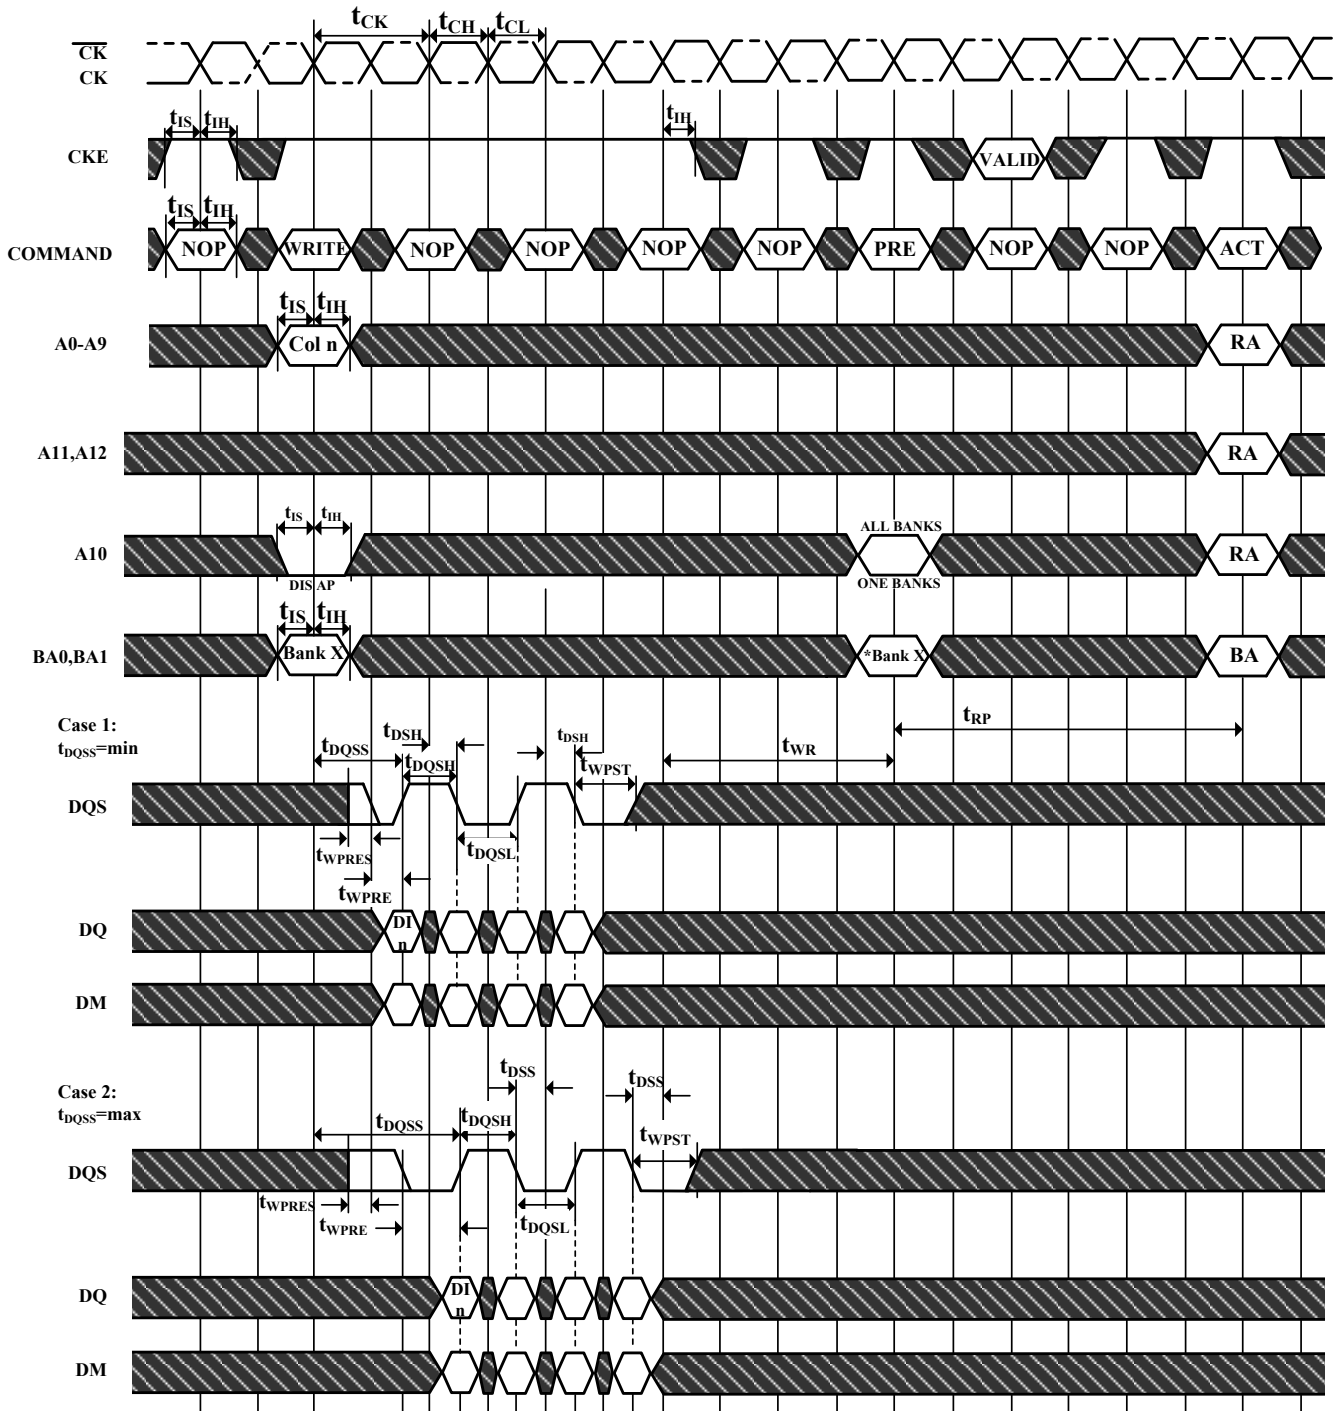 tCK tCH tCL
CK
CK
tIS tIH tIH
CKE VALID
tIS tIH
COMMAND NOP WRITE NOP NOP NOP NOP PRE NOP NOP ACT
tIS tIH
A0-A9 Col n RA
A11,A12 RA
tIS tIH ALL BANKS
A10 RA
DIS AP ONE BANKS
tIS tIH
BA0,BA1 Bank X *Bank X BA
Case 1:
tDQSS=min
tDSH tDSH tRP
tDQSS tWR
tDQSH tWPST
DQS
tWPRES tDQSL
tWPRE
DQ DI
n
DM
tDSS tDSS
Case 2:
tDQSS=max
tDQSS tDQSH tWPST
DQS
tWPRES
tWPRE tDQSL
DQ DI
n
DM